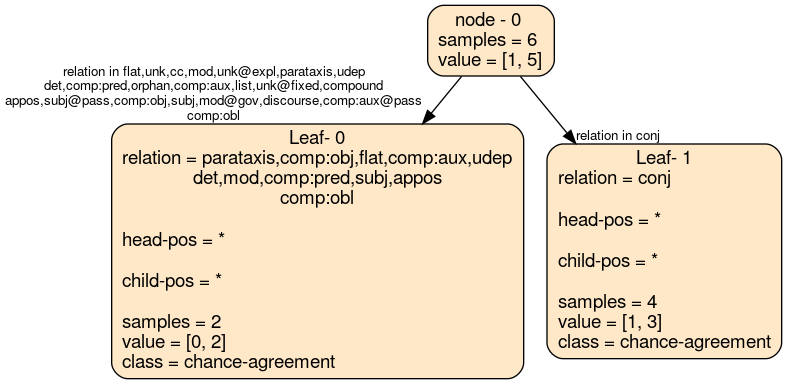 node - 0
samples = 6
value = [1, 5]
relation in flat,unk,cc,mod,unk@expl,parataxis,udep
det,comp:pred,orphan,comp:aux,list,unk@fixed,compound
appos,subj@pass,comp:obj,subj,mod@gov,discourse,comp:aux@pass
comp:obl
relation in conj
Leaf- 0
relation = parataxis,comp:obj,flat,comp:aux,udep
det,mod,comp:pred,subj,appos
comp:obl
head-pos = *
child-pos = *
samples = 2
value = [0, 2]
class = chance-agreement
Leaf- 1
relation = conj
head-pos = *
child-pos = *
samples = 4
value = [1, 3]
class = chance-agreement